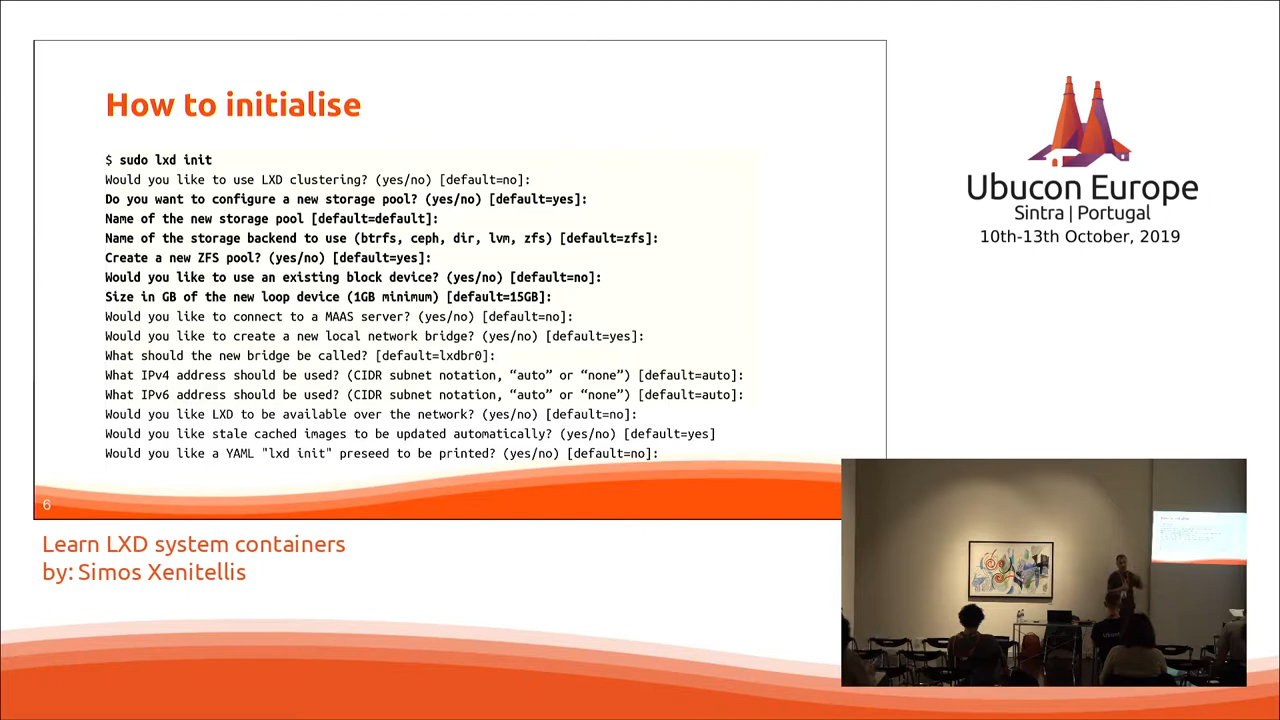 How to initialise
$ sudo lxd init
Would you like to use LXD clustering? (yes/no) [default=no]:
Do you want to configure a new storage pool? (yes/no) [default=yes]:
Name of the new storage pool [default=default]:
Name of the storage backend to use (btrfs, ceph, dir, lvm, zfs) [default=zfs]:
Create a new ZFS pool? (yes/no) [default=yes]:
Would you like to use an existing block device? (yes/no) [default=no]:
Size in GB of the new loop device (1GB minimum) [default=15GB]:
Would you like to connect to a MAAS server? (yes/no) [default=no]:
Would you like to create a new local network bridge? (yes/no) [default=yes]:
What should the new bridge be called? [default=lxdbr0]:
What IPv4 address should be used? (CIDR subnet notation, “auto” or “none”) [default=auto]:
What IPv6 address should be used? (CIDR subnet notation, “auto” or “none”) [default=auto]:
Would you like LXD to be available over the network? (yes/no) [default=no]:
Would you like stale cached images to be updated automatically? (yes/no) [default=yes]
Would you like a YAML "lxd init" preseed to be printed? (yes/no) [default=no]:
6
Learn LXD system containers
by: Simos Xenitellis
Ubucon Europe
Sintra | Portugal
10th-13th October, 2019